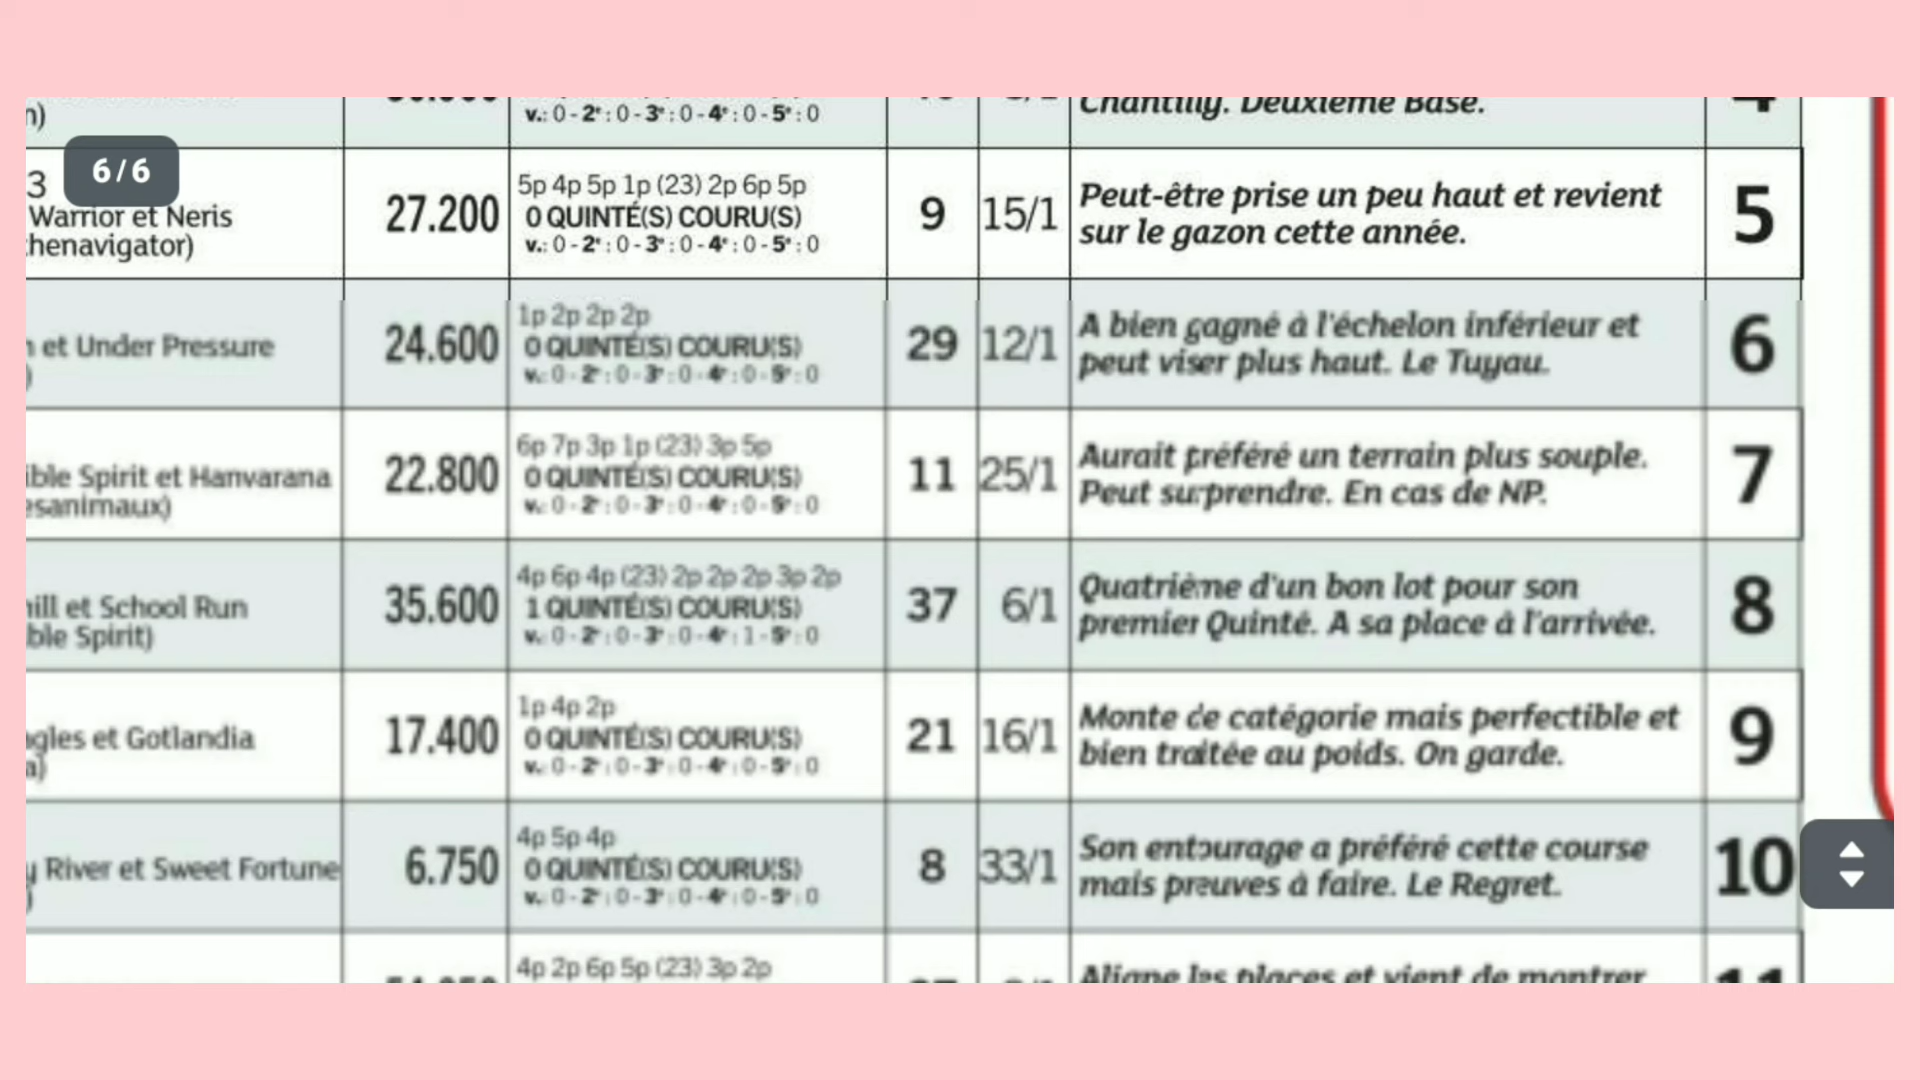 n)
v.: 0 - 2e : 0 - 3e : 0 - 4e : 0 - 5e : 0
Chantilly. Deuxième Base.
4
6/6
3
Warrior et Neris
henavigator)
27.200
5p 4p 5p 1p (23) 2p 6p 5p
0 QUINTÉ(S) COURU(S)
v.: 0 - 2e : 0 - 3e : 0 - 4e : 0 - 5e : 0
9
15/1
Peut-être prise un peu haut et revient
sur le gazon cette année.
5
et Under Pressure
)
24.600
1p 2p 2p 2p
0 QUINTÉ(S) COURU(S)
v.: 0 - 2e : 0 - 3e : 0 - 4e : 0 - 5e : 0
29
12/1
A bien gagné à l'échelon inférieur et
peut viser plus haut. Le Tuyau.
6
ible Spirit et Hanvarana
esanimaux)
22.800
6p 7p 3p 1p (23) 3p 5p
0 QUINTÉ(S) COURU(S)
v.: 0 - 2e : 0 - 3e : 0 - 4e : 0 - 5e : 0
11
25/1
Aurait préféré un terrain plus souple.
Peut surprendre. En cas de NP.
7
ill et School Run
ble Spirit)
35.600
4p 6p 4p (23) 2p 2p 2p 3p 2p
1 QUINTÉ(S) COURU(S)
v.: 0 - 2e : 0 - 3e : 0 - 4e : 1 - 5e : 0
37
6/1
Quatrième d'un bon lot pour son
premier Quinté. A sa place à l'arrivée.
8
gles et Gotlandia
a)
17.400
1p 4p 2p
0 QUINTÉ(S) COURU(S)
v.: 0 - 2e : 0 - 3e : 0 - 4e : 0 - 5e : 0
21
16/1
Monte de catégorie mais perfectible et
bien traitée au poids. On garde.
9
y River et Sweet Fortune
)
6.750
4p 5p 4p
0 QUINTÉ(S) COURU(S)
v.: 0 - 2e : 0 - 3e : 0 - 4e : 0 - 5e : 0
8
33/1
Son entourage a préféré cette course
mais preuves à faire. Le Regret.
10
4p 2p 6p 5p (23) 3p 2p
Aligne les places et vient de montrer
11